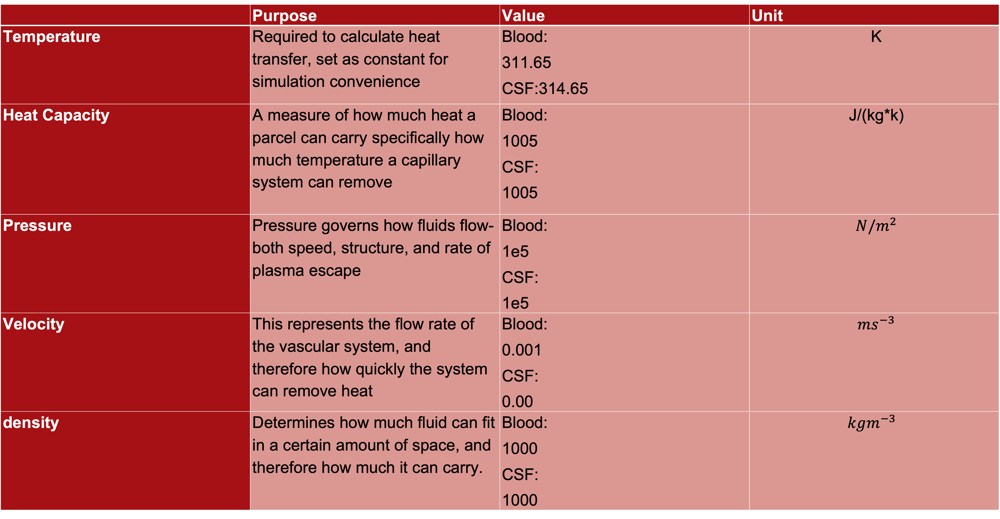 Purpose Value Unit
Temperature
Required to calculate heat
transfer, set as constant for
simulation convenience
Blood:
311.65
CSF:314.65
K
Heat Capacity
A measure of how much heat a
parcel can carry specifically how
much temperature a capillary
system can remove
Blood:
1005
CSF:
1005
J/(kg*k)
Pressure
Pressure governs how fluids flow-
both speed, structure, and rate of
plasma escape
Blood:
1e5
CSF:
1e5
N/m²
Velocity
This represents the flow rate of
the vascular system, and
therefore how quickly the system
can remove heat
Blood:
0.001
CSF:
0.00
ms⁻³
density
Determines how much fluid can fit
in a certain amount of space, and
therefore how much it can carry.
Blood:
1000
CSF:
1000
kgm⁻³